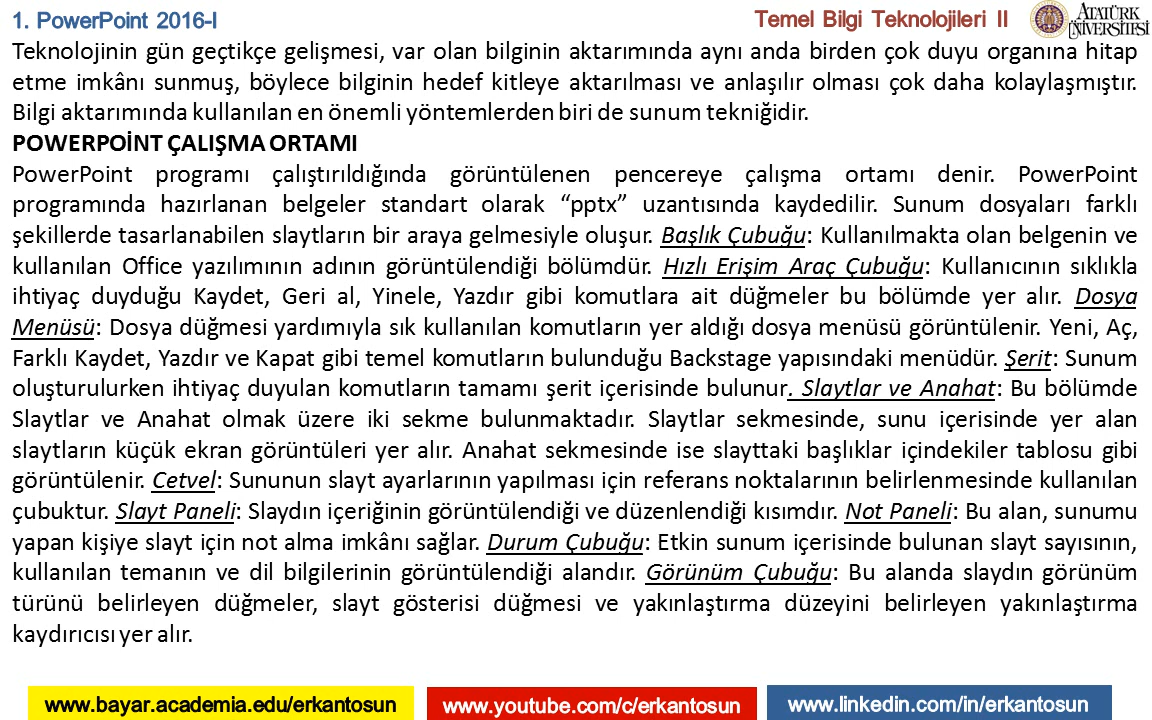 1. PowerPoint 2016-I
Temel Bilgi Teknolojileri II
ATATÜRK
ÜNİVERSİTESİ
Teknolojinin gün geçtikçe gelişmesi, var olan bilginin aktarımında aynı anda birden çok duyu organına hitap
etme imkânı sunmuş, böylece bilginin hedef kitleye aktarılması ve anlaşılır olması çok daha kolaylaşmıştır.
Bilgi aktarımında kullanılan en önemli yöntemlerden biri de sunum tekniğidir.
POWERPOİNT ÇALIŞMA ORTAMI
PowerPoint programı çalıştırıldığında görüntülenen pencereye çalışma ortamı denir. PowerPoint
programında hazırlanan belgeler standart olarak “pptx” uzantısında kaydedilir. Sunum dosyaları farklı
şekillerde tasarlanabilen slaytların bir araya gelmesiyle oluşur. Başlık Çubuğu: Kullanılmakta olan belgenin ve
kullanılan Office yazılımının adının görüntülendiği bölümdür. Hızlı Erişim Araç Çubuğu: Kullanıcının sıklıkla
ihtiyaç duyduğu Kaydet, Geri al, Yinele, Yazdır gibi komutlara ait düğmeler bu bölümde yer alır. Dosya
Menüsü: Dosya düğmesi yardımıyla sık kullanılan komutların yer aldığı dosya menüsü görüntülenir. Yeni, Aç,
Farklı Kaydet, Yazdır ve Kapat gibi temel komutların bulunduğu Backstage yapısındaki menüdür. Şerit: Sunum
oluşturulurken ihtiyaç duyulan komutların tamamı şerit içerisinde bulunur. Slaytlar ve Anahat: Bu bölümde
Slaytlar ve Anahat olmak üzere iki sekme bulunmaktadır. Slaytlar sekmesinde, sunu içerisinde yer alan
slaytların küçük ekran görüntüleri yer alır. Anahat sekmesinde ise slayttaki başlıklar içindekiler tablosu gibi
görüntülenir. Cetvel: Sununun slayt ayarlarının yapılması için referans noktalarının belirlenmesinde kullanılan
çubuktur. Slayt Paneli: Slaydın içeriğinin görüntülendiği ve düzenlendiği kısımdır. Not Paneli: Bu alan, sunumu
yapan kişiye slayt için not alma imkânı sağlar. Durum Çubuğu: Etkin sunum içerisinde bulunan slayt sayısının,
kullanılan temanın ve dil bilgilerinin görüntülendiği alandır. Görünüm Çubuğu: Bu alanda slaydın görünüm
türünü belirleyen düğmeler, slayt gösterisi düğmesi ve yakınlaştırma düzeyini belirleyen yakınlaştırma
kaydırıcısı yer alır.
www.bayar.academia.edu/erkantosun
www.youtube.com/c/erkantosun
www.linkedin.com/in/erkantosun